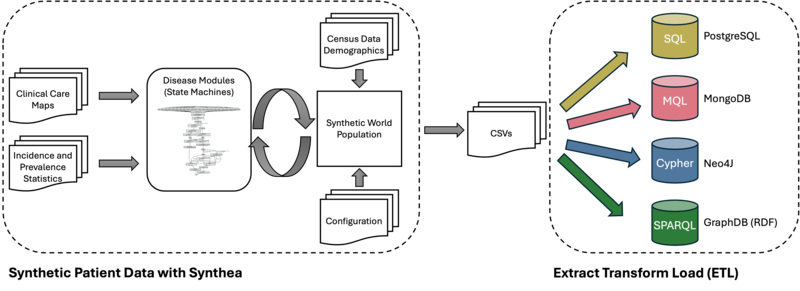 Census Data
Demographics
Clinical Care
Maps
Incidence and
Prevalence
Statistics
Disease Modules
(State Machines)
Synthetic World
Population
Configuration
CSVs
SQL
PostgreSQL
MQL
MongoDB
Cypher
Neo4J
SPARQL
GraphDB (RDF)
Synthetic Patient Data with Synthea
Extract Transform Load (ETL)